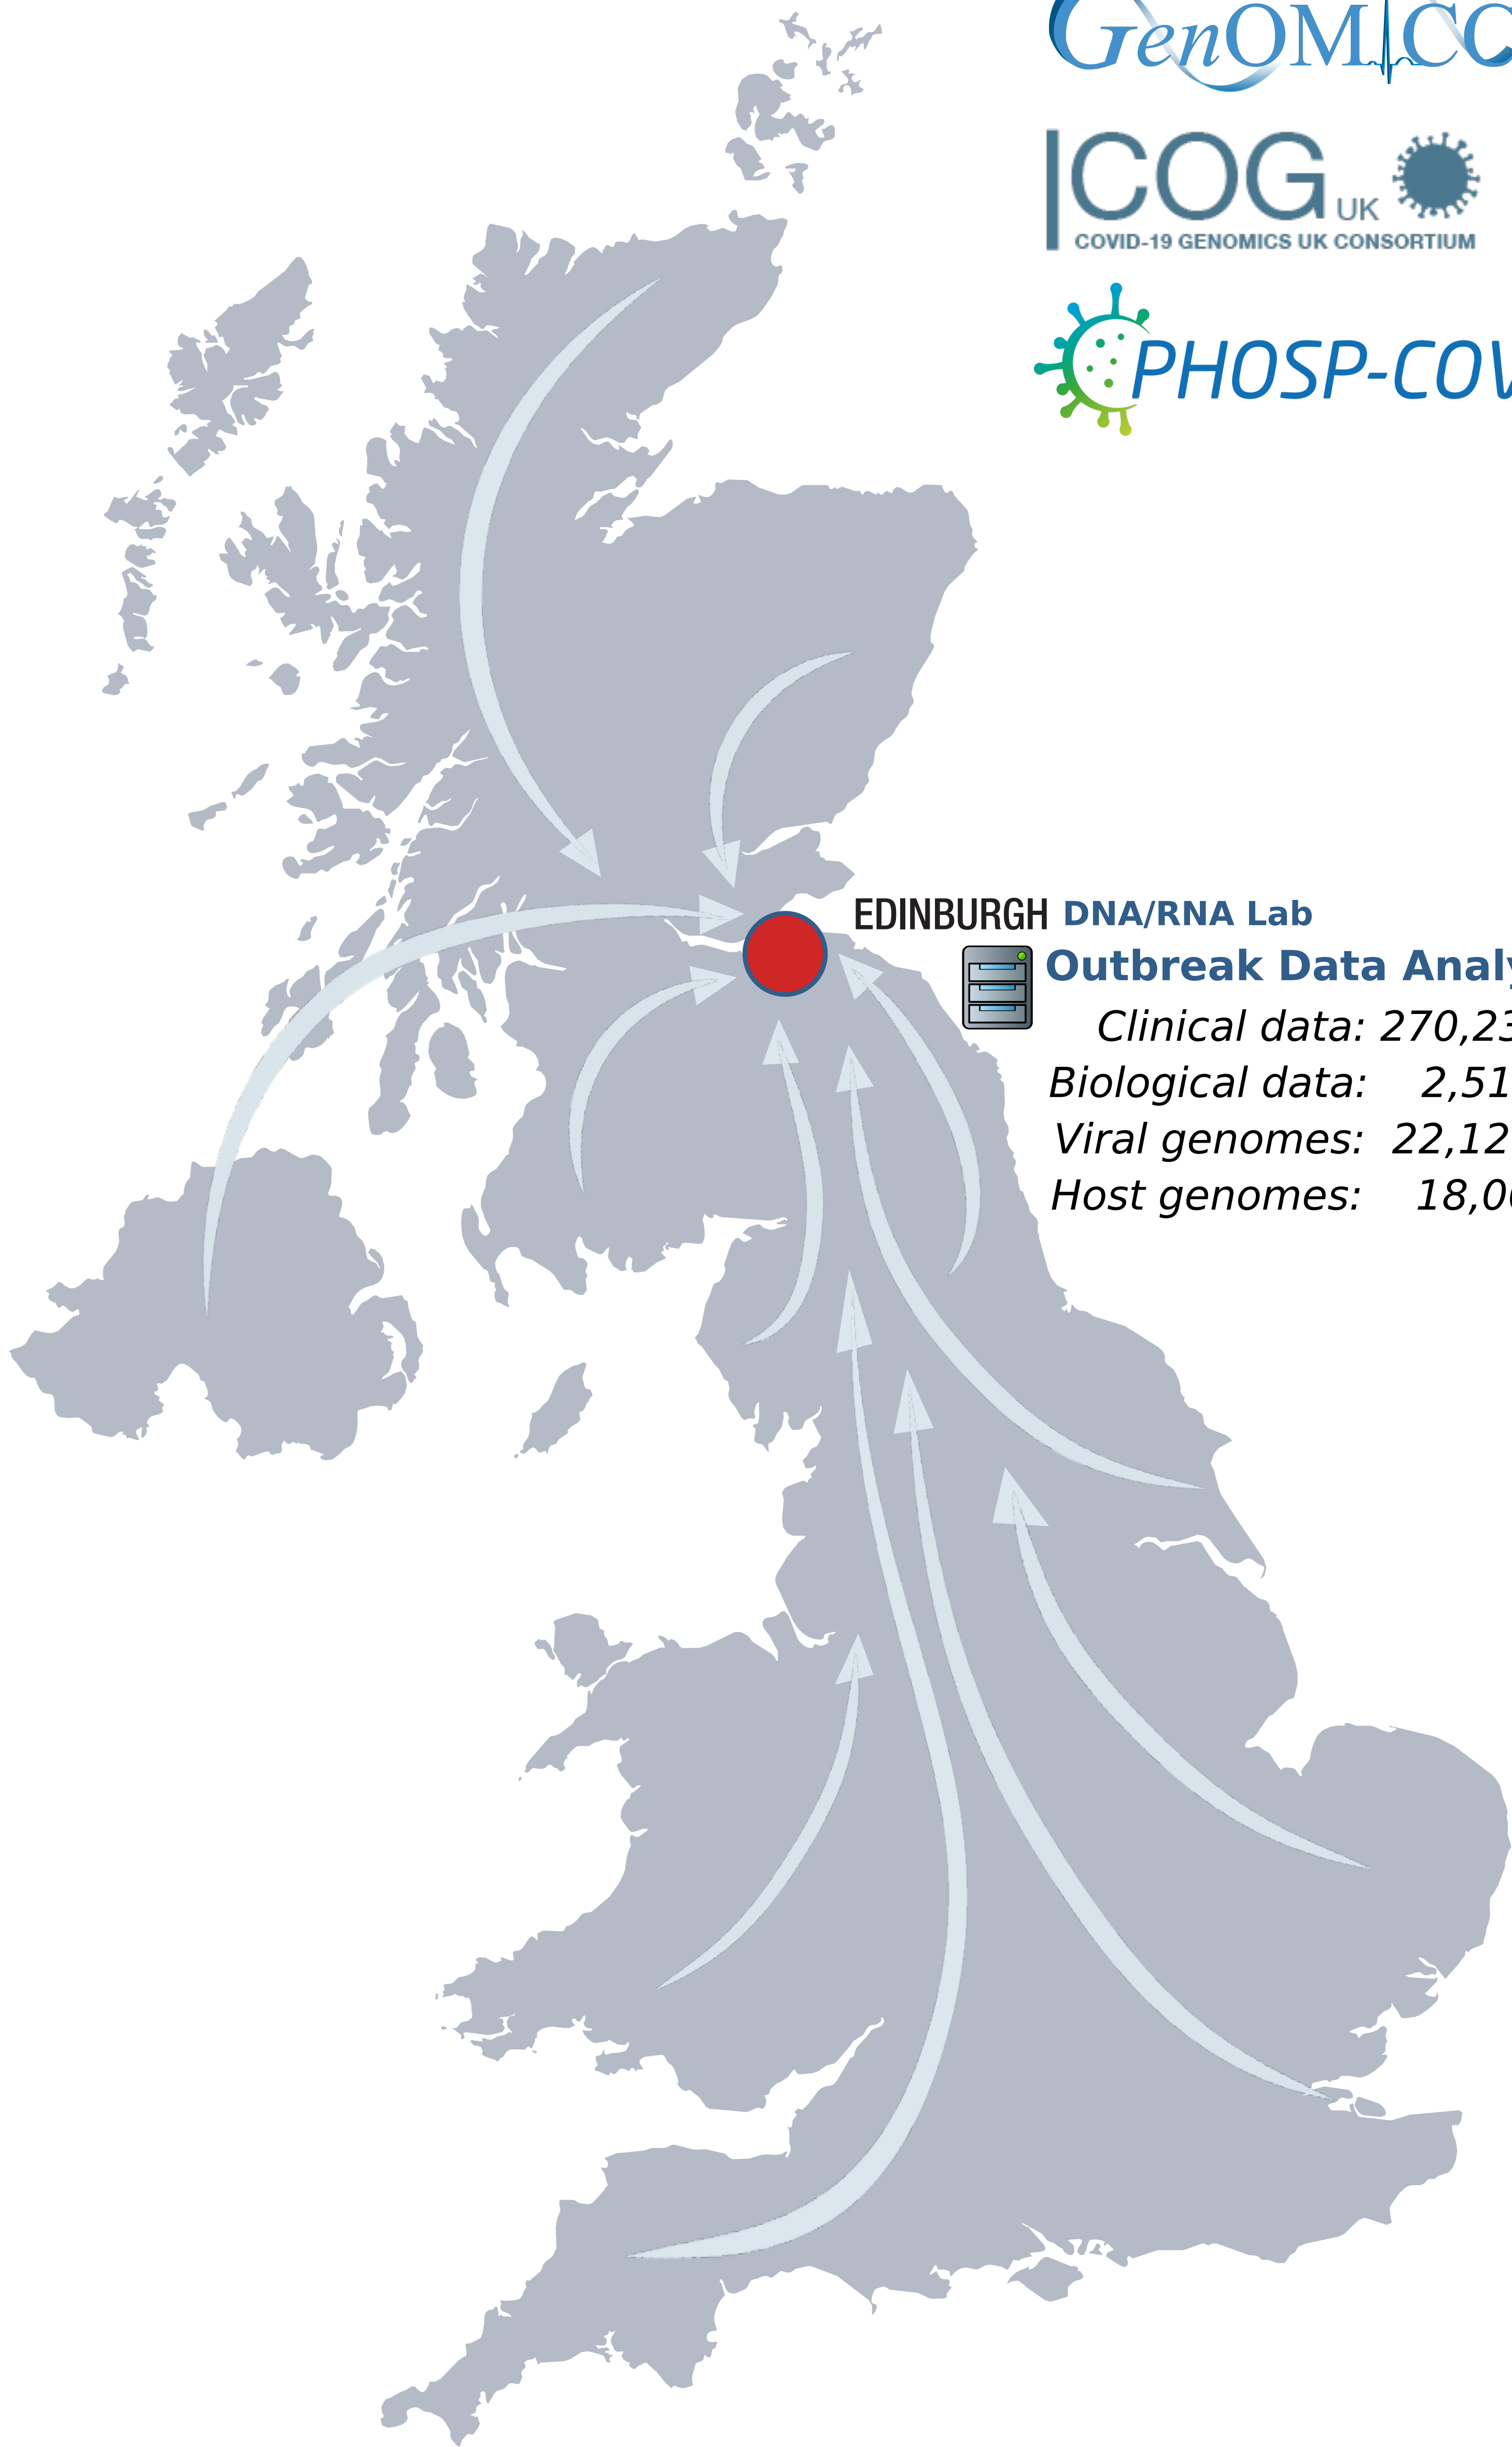 GenOMICC
COG UK
COVID-19 GENOMICS UK CONSORTIUM
PHOSP-COV
EDINBURGH DNA/RNA Lab
Outbreak Data Analy
Clinical data: 270,23
Biological data: 2,51
Viral genomes: 22,12
Host genomes: 18,0